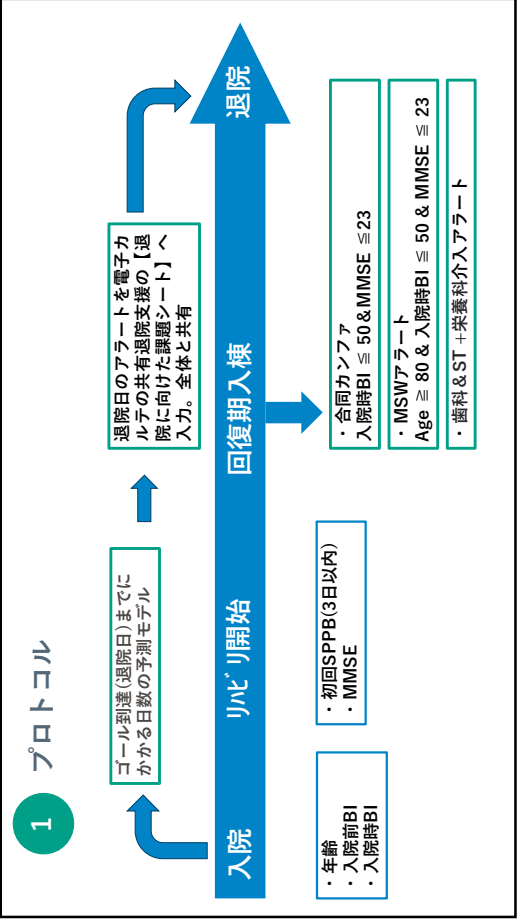 1
プロトコル
ゴール到達(退院日)までに
かかる日数の予測モデル
退院日のアラートを電子カ
ルテの共有退院支援の【退
院に向けた課題シート】へ
入力。全体と共有
入院
リハビリ開始
回復期入棟
退院
・年齢
・入院前BI
・入院時BI
・初回SPPB(3日以内)
・MMSE
・合同カンファ
入院時BI ≦ 50&MMSE ≦23
・MSWアラート
Age ≧ 80 & 入院時BI ≦ 50 & MMSE ≦ 23
・歯科&ST +栄養科介入アラート